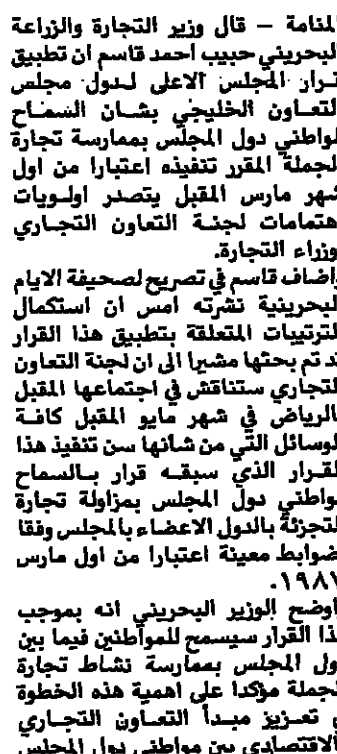 المنامة – قال وزير التجارة والزراعة
البحريني حبيب احمد قاسم ان تطبيق
قرار المجلس الاعلى لدول مجلس
التعاون الخليجي بشان السماح
لمواطني دول المجلس بممارسة تجارة
الجملة المقرر تنفيذه اعتبارا من اول
شهر مارس المقبل يتصدر اولويات
اهتمامات لجنة التعاون التجاري
وزراء التجارة.
واضاف قاسم في تصريح لصحيفة الايام
البحرينية نشرته امس ان استكمال
الترتيبات المتعلقة بتطبيق هذا القرار
قد تم بحثها مشيرا الى ان لجنة التعاون
التجاري ستناقش في اجتماعها المقبل
بالرياض في شهر مايو المقبل كافة
الوسائل التي من شانها سن تنفيذ هذا
القرار الذي سبقه قرار بالسماح
لمواطني دول المجلس بمزاولة تجارة
التجزئة بالدول الاعضاء بالمجلس وفقا
لضوابط معينة اعتبارا من اول مارس
١٩٨٧.
واوضح الوزير البحريني انه بموجب
هذا القرار سيسمح للمواطنين فيما بين
دول المجلس بممارسة نشاط تجارة
الجملة مؤكدا على اهمية هذه الخطوة
في تعزيز مبدأ التعاون التجاري
والاقتصادي بين مواطني دول المجلس